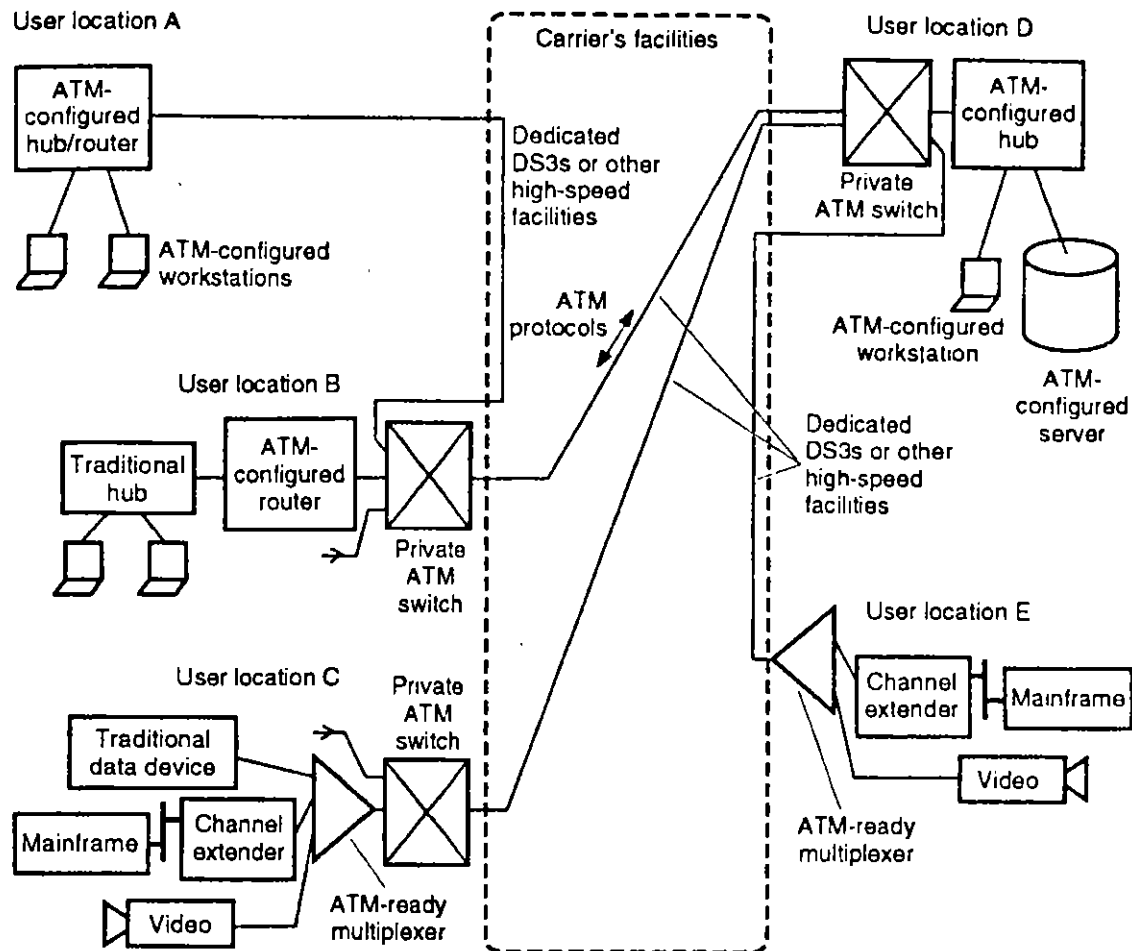 User location A
ATM-
configured
hub/router
ATM-configured
workstations
Carrier's facilities
Dedicated
DS3s or other
high-speed
facilities
User location D
ATM-
configured
hub
Private
ATM switch
ATM-configured
workstation
ATM-
configured
server
ATM
protocols
User location B
Traditional
hub
ATM-
configured
router
Private
ATM
switch
Dedicated
DS3s or other
high-speed
facilities
User location C
Private
ATM
switch
Traditional
data device
Mainframe
Channel
extender
Video
ATM-ready
multiplexer
User location E
Channel
extender
Mainframe
Video
ATM-ready
multiplexer